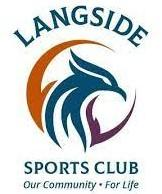 LANGSIDE
SPORTS CLUB
Our Community • For Life